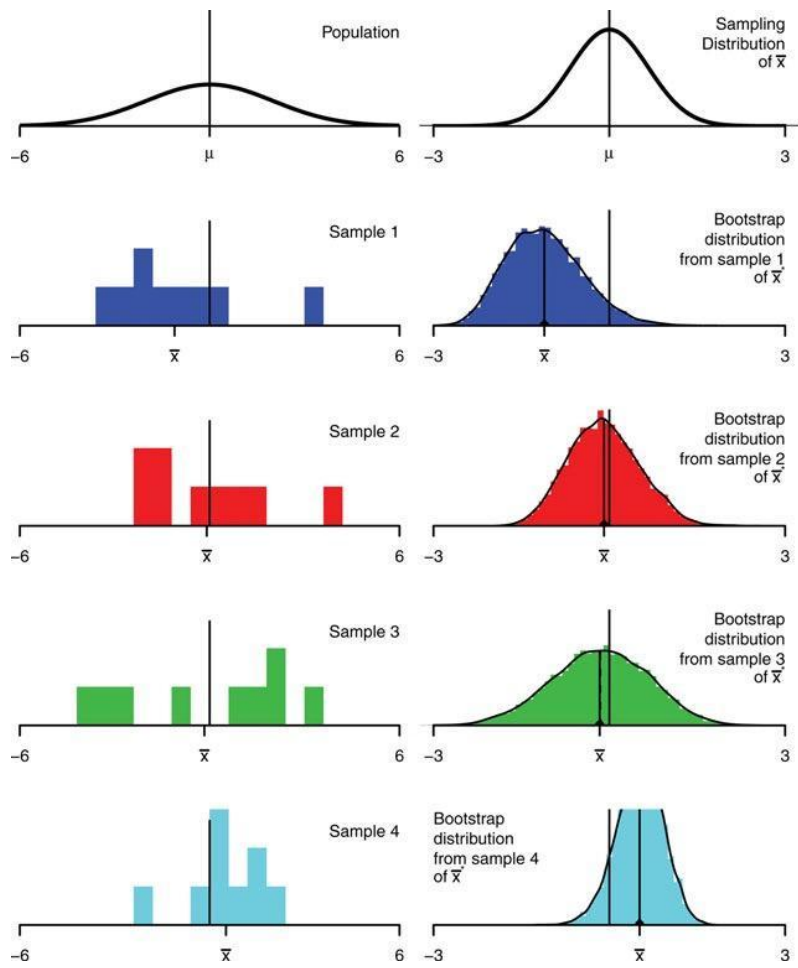 Population
−6
μ
6
Sampling
Distribution
of x̄
−3
μ
3
Sample 1
−6
x̄
6
Bootstrap
distribution
from sample 1
of x̄*
−3
x̄
3
Sample 2
−6
x̄
6
Bootstrap
distribution
from sample 2
of x̄*
−3
x̄
3
Sample 3
−6
x̄
6
Bootstrap
distribution
from sample 3
of x̄*
−3
x̄
3
Sample 4
−6
x̄
6
Bootstrap
distribution
from sample 4
of x̄*
−3
x̄
3